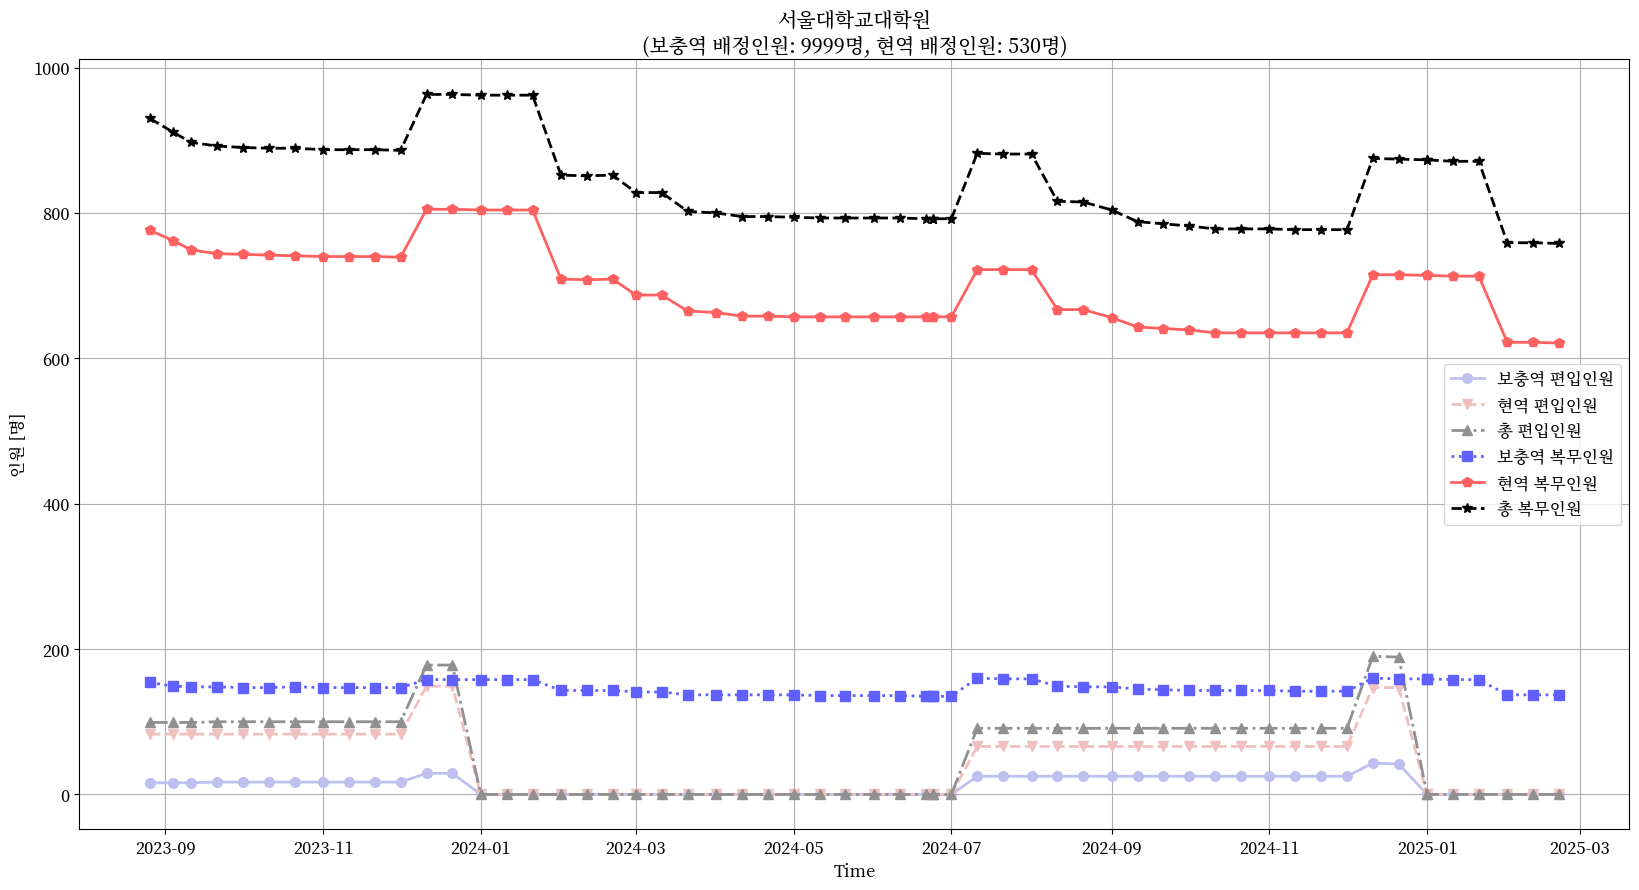 서울대학교대학원
(보충역 배정인원: 9999명, 현역 배정인원: 530명)
인원 [명]
1000
800
600
400
200
0
보충역 편입인원
현역 편입인원
총 편입인원
보충역 복무인원
현역 복무인원
총 복무인원
2023-09
2023-11
2024-01
2024-03
2024-05
2024-07
2024-09
2024-11
2025-01
2025-03
Time